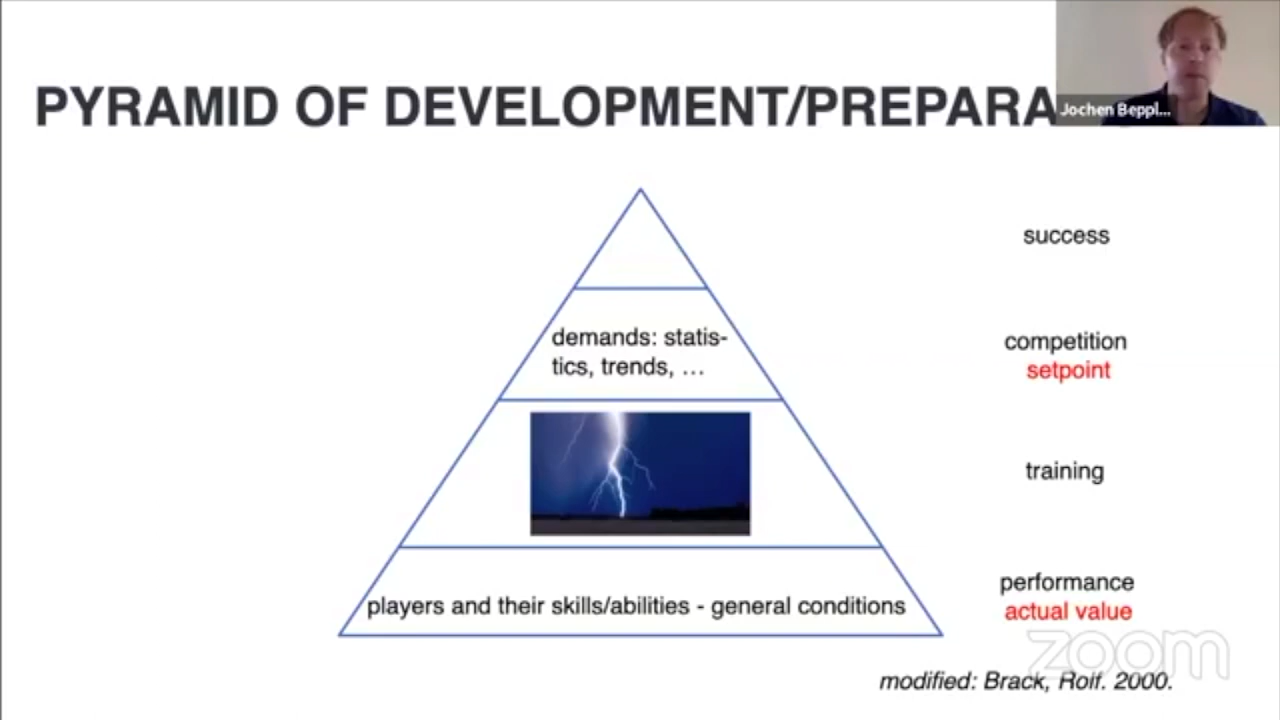 PYRAMID OF DEVELOPMENT/PREPARA
Jochen Beppl...
success
demands: statis-
tics, trends, ...
competition
setpoint
training
players and their skills/abilities - general conditions
performance
actual value
zoom
modified: Brack, Rolf. 2000.